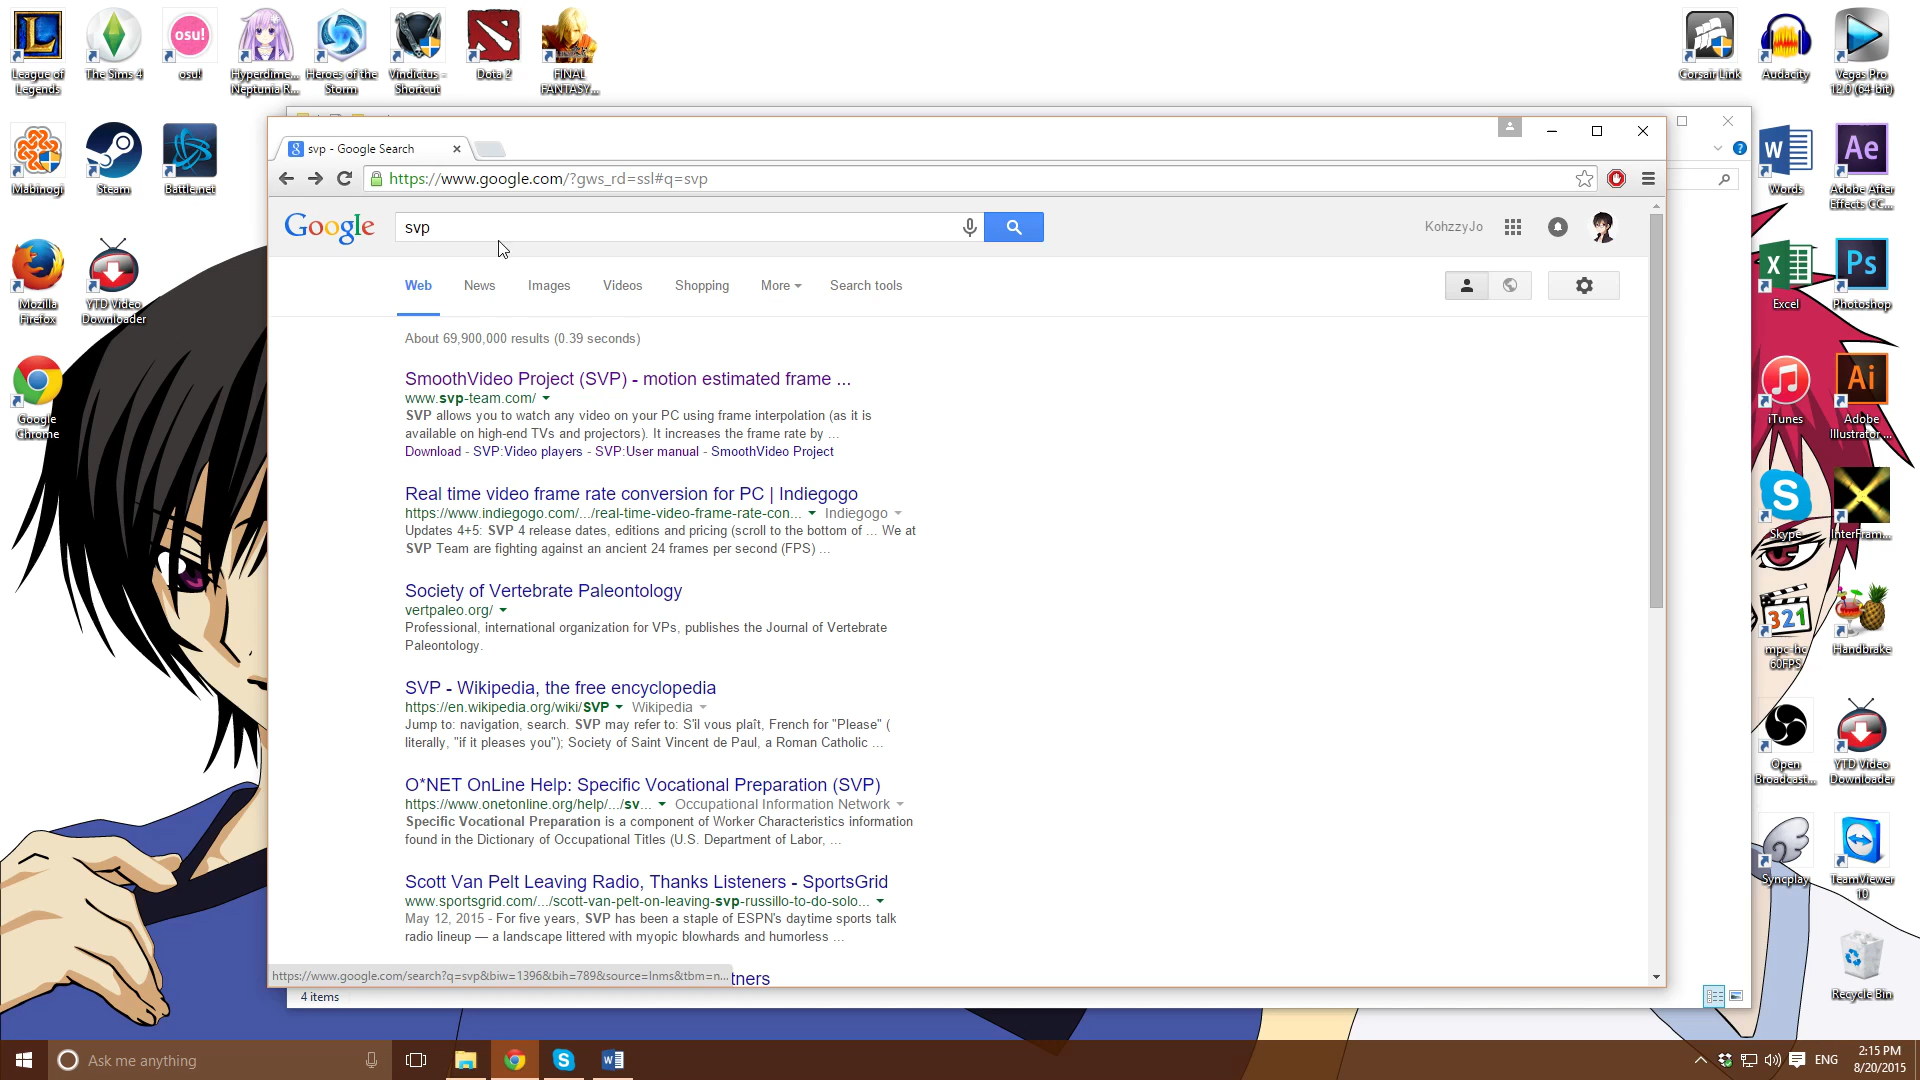 League of
Legends
The Sims 4
osu!
osu!
Hyperdime...
Neptunia R...
Heroes of the
Storm
Vindictus -
Shortcut
Dota 2
FINAL
FANTASY...
Corsair Link
Audacity
Vegas Pro
12.0 (64-bit)
Mabinogi
Steam
Battle.net
Words
Adobe After
Effects CC...
Mozilla
Firefox
YTD Video
Downloader
Excel
Photoshop
Google
Chrome
iTunes
Adobe
Illustrator ...
Skype
InterFram...
321
mpc-hc
60FPS
Handbrake
Open
Broadcast...
YTD Video
Downloader
Syncplay
TeamViewer
10
Recycle Bin
svp - Google Search
https://www.google.com/?gws_rd=ssl#q=svp
Google
svp
KohzzyJo
Web
News
Images
Videos
Shopping
More
Search tools
About 69,900,000 results (0.39 seconds)
SmoothVideo Project (SVP) - motion estimated frame ...
www.svp-team.com/
SVP allows you to watch any video on your PC using frame interpolation (as it is
available on high-end TVs and projectors). It increases the frame rate by ...
Download - SVP:Video players - SVP:User manual - SmoothVideo Project
Real time video frame rate conversion for PC | Indiegogo
https://www.indiegogo.com/.../real-time-video-frame-rate-con... Indiegogo
Updates 4+5: SVP 4 release dates, editions and pricing (scroll to the bottom of ... We at
SVP Team are fighting against an ancient 24 frames per second (FPS) ...
Society of Vertebrate Paleontology
vertpaleo.org/
Professional, international organization for VPs, publishes the Journal of Vertebrate
Paleontology.
SVP - Wikipedia, the free encyclopedia
https://en.wikipedia.org/wiki/SVP Wikipedia
Jump to: navigation, search. SVP may refer to: S'il vous plaît, French for "Please" (
literally, "if it pleases you"); Society of Saint Vincent de Paul, a Roman Catholic ...
O*NET OnLine Help: Specific Vocational Preparation (SVP)
https://www.onetonline.org/help/.../sv... Occupational Information Network
Specific Vocational Preparation is a component of Worker Characteristics information
found in the Dictionary of Occupational Titles (U.S. Department of Labor, ...
Scott Van Pelt Leaving Radio, Thanks Listeners - SportsGrid
www.sportsgrid.com/.../scott-van-pelt-on-leaving-svp-russillo-to-do-solo...
May 12, 2015 - For five years, SVP has been a staple of ESPN's daytime sports talk
radio lineup — a landscape littered with myopic blowhards and humorless ...
https://www.google.com/search?q=svp&biw=1396&bih=789&source=lnms&tbm=n...
tners
4 items
Ask me anything
ENG
2:15 PM
8/20/2015